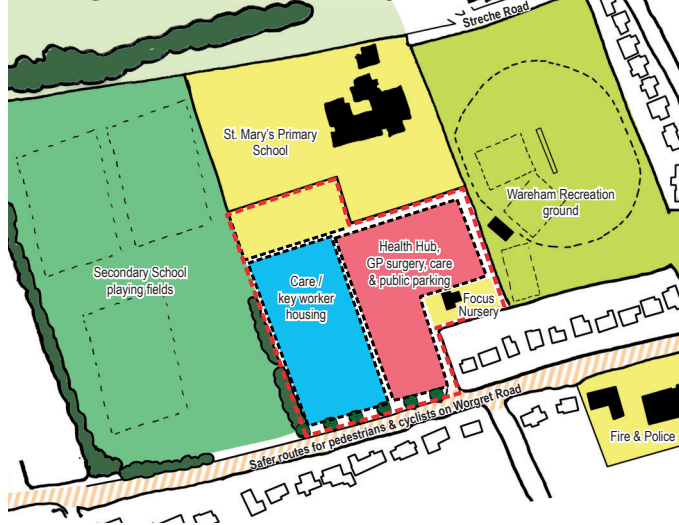 Streche Road
St. Mary's Primary
School
Wareham Recreation
ground
Health Hub,
GP surgery, care
& public parking
Secondary School
playing fields
Care /
key worker
housing
Focus
Nursery
Safer routes for pedestrians & cyclists on Worgret Road
Fire & Police